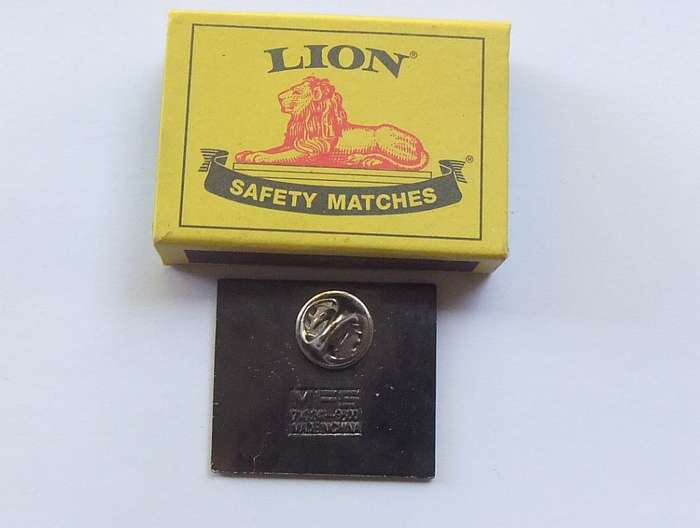 LION®
®
SAFETY MATCHES
MADE IN CHINA